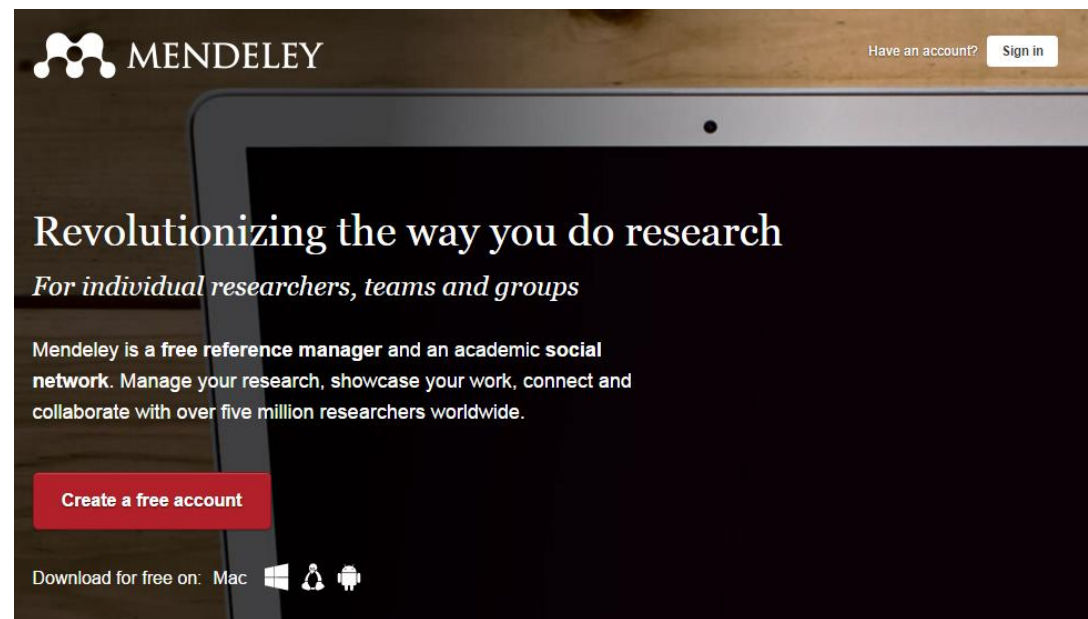 MENDELEY
Have an account? Sign in
Revolutionizing the way you do research
For individual researchers, teams and groups
Mendeley is a free reference manager and an academic social
network. Manage your research, showcase your work, connect and
collaborate with over five million researchers worldwide.
Create a free account
Download for free on: Mac